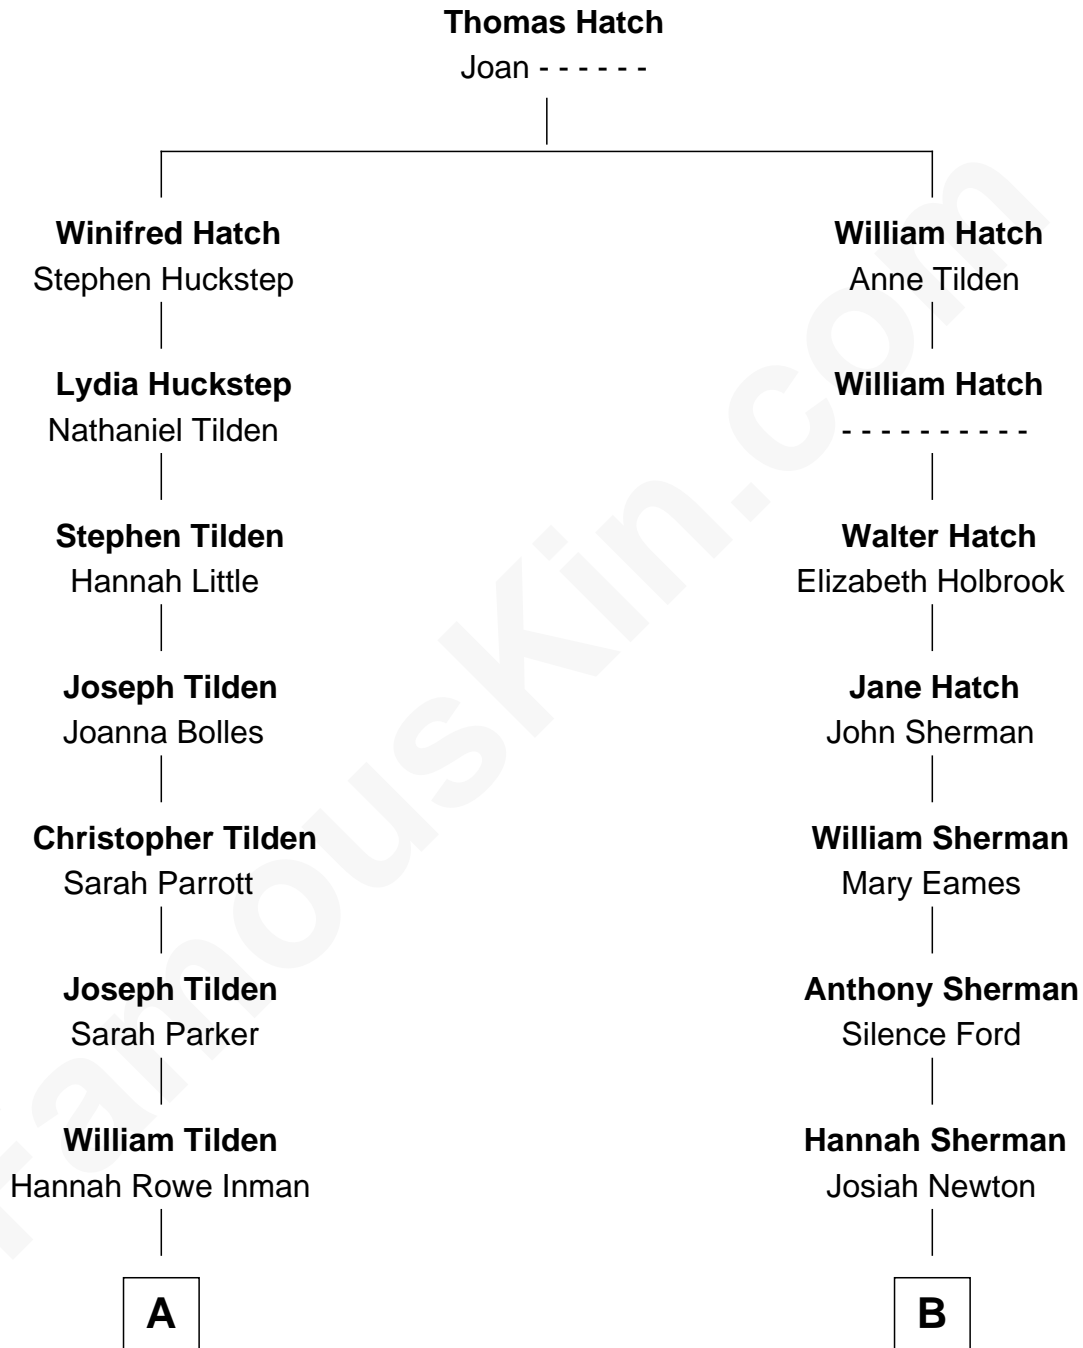 Thomas Hatch
Joan - - - - - -
Winifred Hatch
Stephen Huckstep
William Hatch
Anne Tilden
Lydia Huckstep
Nathaniel Tilden
William Hatch
- - - - - - - - - -
Stephen Tilden
Hannah Little
Walter Hatch
Elizabeth Holbrook
Joseph Tilden
Joanna Bolles
Jane Hatch
John Sherman
Christopher Tilden
Sarah Parrott
William Sherman
Mary Eames
Joseph Tilden
Sarah Parker
Anthony Sherman
Silence Ford
William Tilden
Hannah Rowe Inman
Hannah Sherman
Josiah Newton
A
B
FamousKin.com